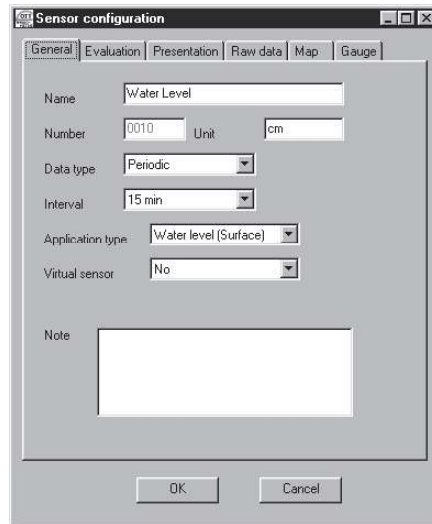 Sensor configuration
General Evaluation Presentation Raw data Map Gauge
Name Water Level
Number 0010 Unit cm
Data type Periodic
Interval 15 min
Application type Water level (Surface)
Virtual sensor No
Note
OK Cancel